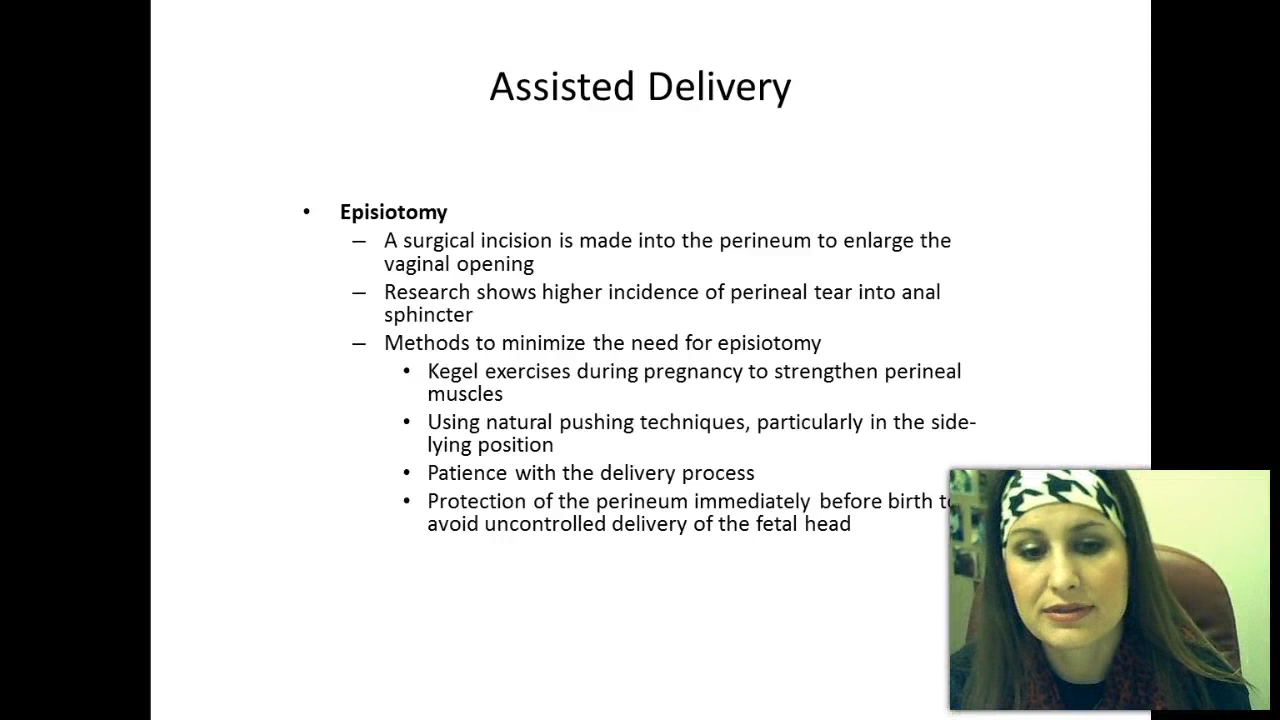 Assisted Delivery
• Episiotomy
– A surgical incision is made into the perineum to enlarge the
vaginal opening
– Research shows higher incidence of perineal tear into anal
sphincter
– Methods to minimize the need for episiotomy
• Kegel exercises during pregnancy to strengthen perineal
muscles
• Using natural pushing techniques, particularly in the side-
lying position
• Patience with the delivery process
• Protection of the perineum immediately before birth to
avoid uncontrolled delivery of the fetal head